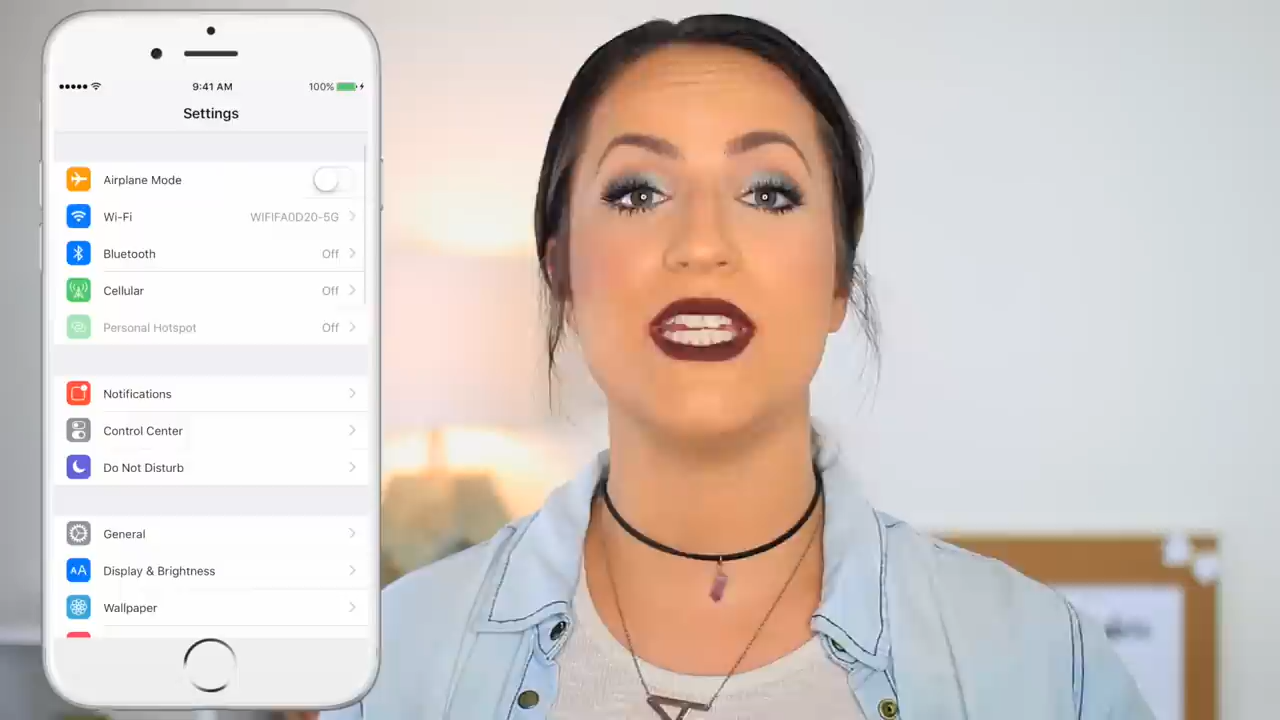 9:41 AM 100%
Settings
Airplane Mode
Wi-Fi WIFIFA0D20-5G
Bluetooth Off
Cellular Off
Personal Hotspot Off
Notifications
Control Center
Do Not Disturb
General
AA Display & Brightness
Wallpaper